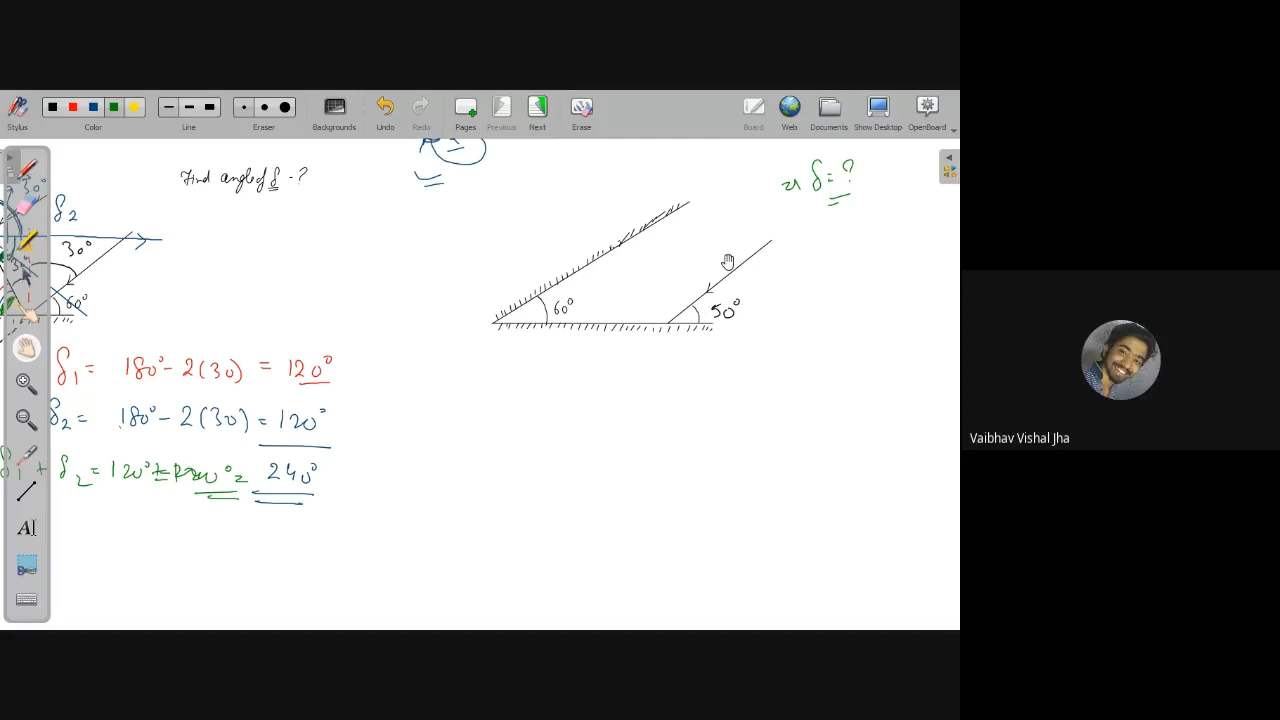 Stylus
Color
Line
Eraser
Backgrounds
Undo
Redo
Pages
Previous
Next
Erase
Board
Web
Documents
Show Desktop
OpenBoard
Find angle of δ - ?
δ = ?
30°
δ2
30°
60°
60°
50°
δ1 = 180° - 2(30) = 120°
δ2 = 180° - 2(30) = 120°
+ δ2 = 120° = 240°
Vaibhav Vishal Jha